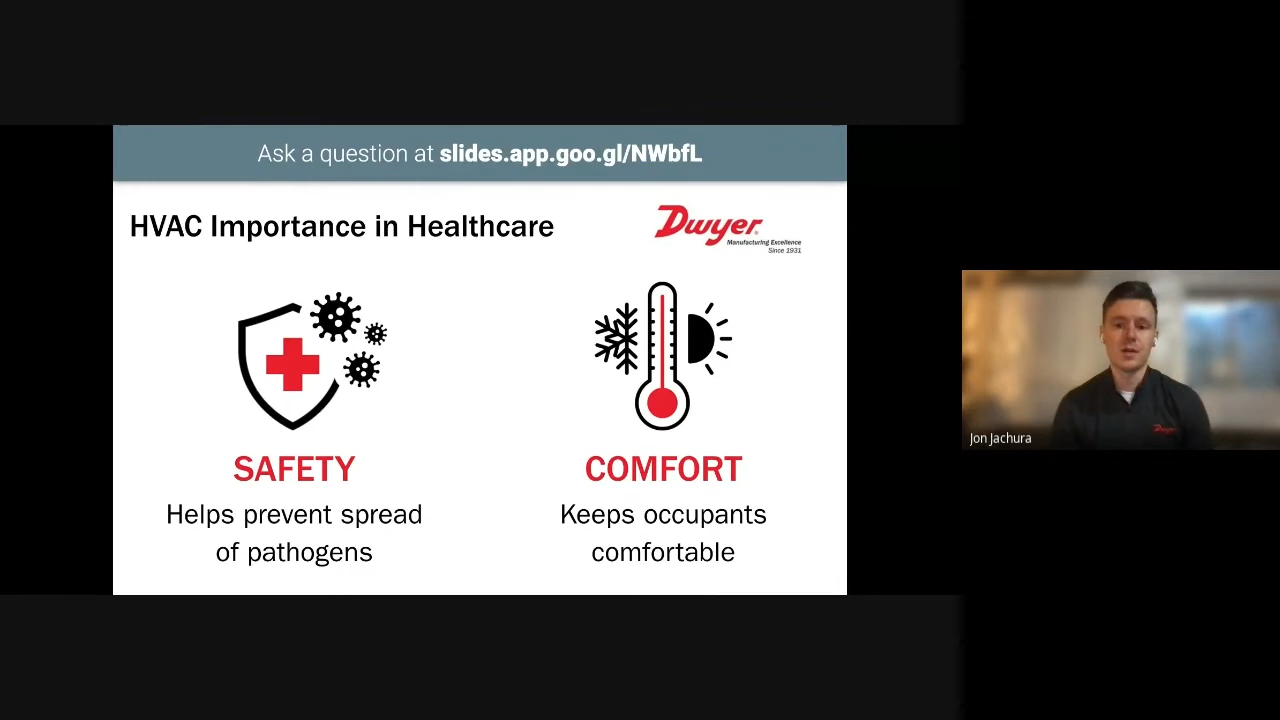 Ask a question at slides.app.goo.gl/NWbfL
HVAC Importance in Healthcare
Dwyer®
Manufacturing Excellence
Since 1931
SAFETY
Helps prevent spread
of pathogens
COMFORT
Keeps occupants
comfortable
Jon Jachura
Dwyer